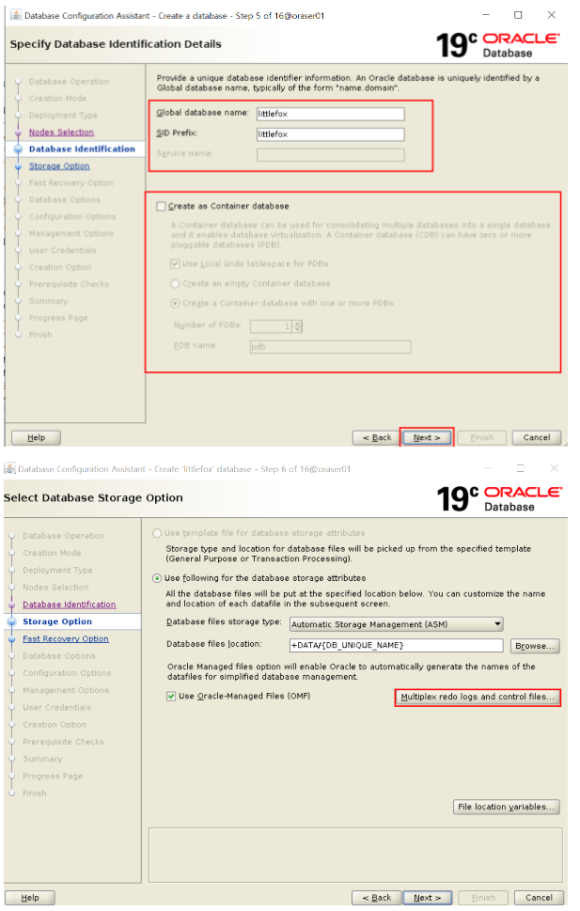 Database Configuration Assistant - Create a database - Step 5 of 16@oraser01
Specify Database Identification Details
19c ORACLE
Database
Database Operation
Creation Mode
Deployment Type
Nodes Selection
Database Identification
Storage Option
Fast Recovery Option
Database Options
Configuration Options
Management Options
User Credentials
Creation Option
Prerequisite Checks
Summary
Progress Page
Finish
Provide a unique database identifier information. An Oracle database is uniquely identified by a
Global database name, typically of the form "name.domain".
Global database name: littlefox
SID Prefix: littlefox
Service name:
Create as Container database
A Container database can be used for consolidating multiple databases into a single database,
and it enables database virtualization. A Container database (CDB) can have zero or more
pluggable databases (PDB).
Use Local Undo tablespace for PDBs
Create an empty Container database
Create a Container database with one or more PDBs
Number of PDBs: 1
PDB name: pdb
Help
< Back
Next >
Finish
Cancel
Database Configuration Assistant - Create 'littlefox' database - Step 6 of 16@oraser01
Select Database Storage Option
19c ORACLE
Database
Database Operation
Creation Mode
Deployment Type
Nodes Selection
Database Identification
Storage Option
Fast Recovery Option
Database Options
Configuration Options
Management Options
User Credentials
Creation Option
Prerequisite Checks
Summary
Progress Page
Finish
Use template file for database storage attributes
Storage type and location for database files will be picked up from the specified template
(General Purpose or Transaction Processing).
Use following for the database storage attributes
All the database files will be put at the specified location below. You can customize the name
and location of each datafile in the subsequent screen.
Database files storage type: Automatic Storage Management (ASM)
Database files location: +DATA/{DB_UNIQUE_NAME} Browse...
Oracle Managed files option will enable Oracle to automatically generate the names of the
datafiles for simplified database management.
Use Oracle-Managed Files (OMF)
Multiplex redo logs and control files...
File location variables...
Help
< Back
Next >
Finish
Cancel